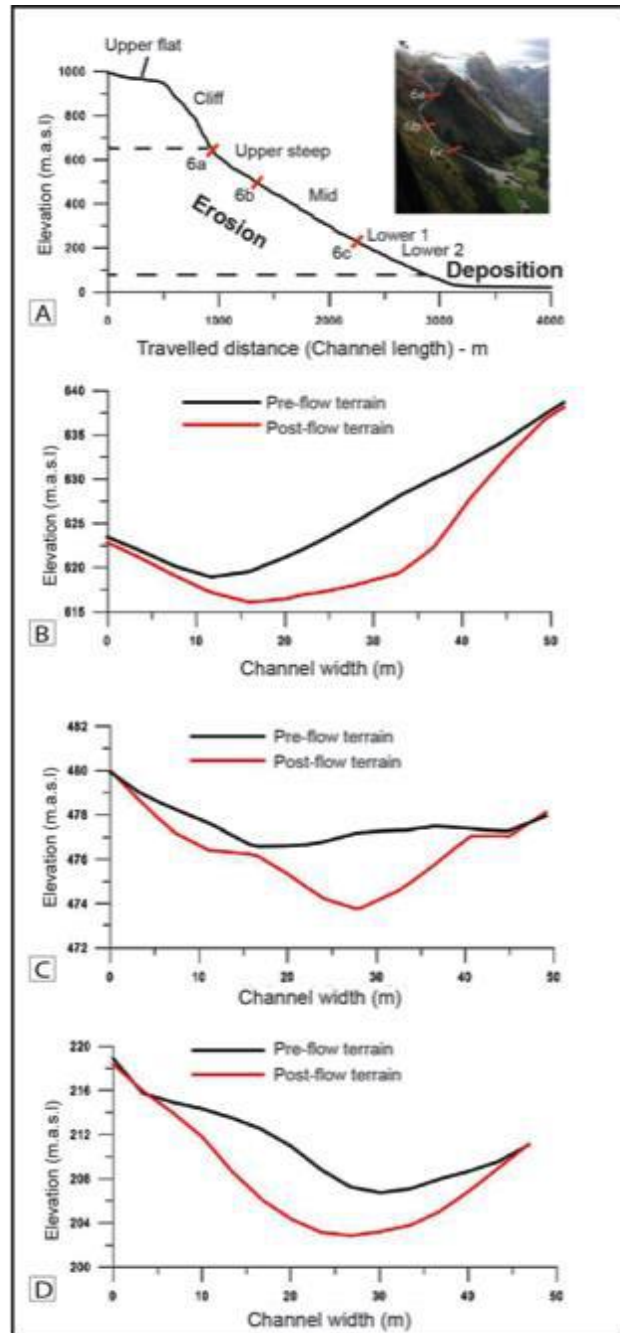 Upper flat
1000
800
600
400
200
0
Elevation (m.a.s.l)
Cliff
Upper steep
6a
6b
Mid
Erosion
Lower 1
6c
Lower 2
Deposition
6a
6b
6c
0 1000 2000 3000 4000
A
Travelled distance (Channel length) - m
640
635
630
625
620
615
Elevation (m.a.s.l)
Pre-flow terrain
Post-flow terrain
0 10 20 30 40 50
B
Channel width (m)
482
480
478
476
474
472
Elevation (m.a.s.l)
Pre-flow terrain
Post-flow terrain
0 10 20 30 40 50
C
Channel width (m)
220
216
212
208
204
200
Elevation (m.a.s.l)
Pre-flow terrain
Post-flow terrain
0 10 20 30 40 50
D
Channel width (m)